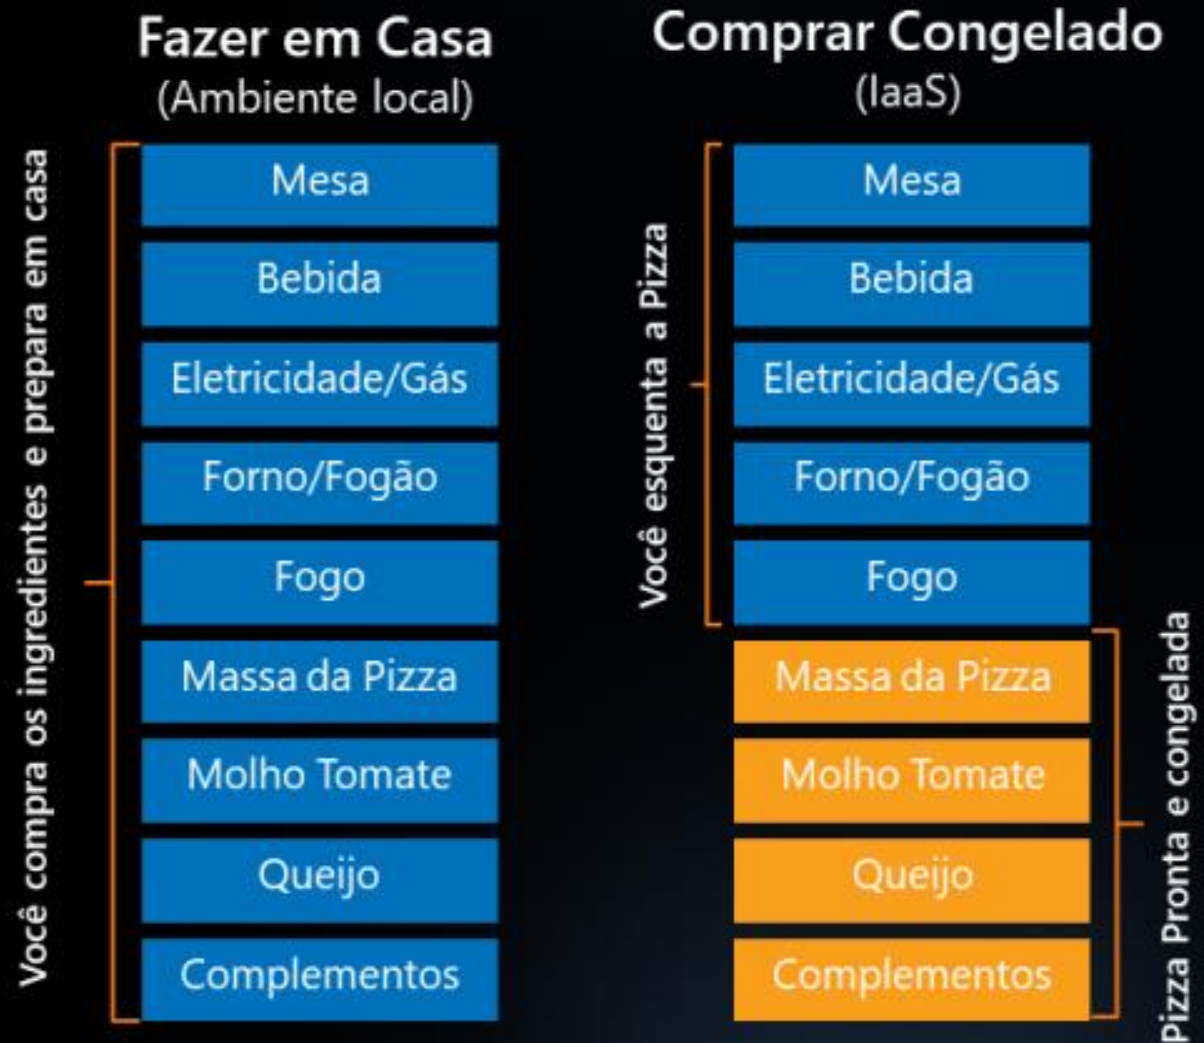 Fazer em Casa
(Ambiente local)
Você compra os ingredientes e prepara em casa
Mesa
Bebida
Eletricidade/Gás
Forno/Fogão
Fogo
Massa da Pizza
Molho Tomate
Queijo
Complementos
Comprar Congelado
(IaaS)
Você esquenta a Pizza
Mesa
Bebida
Eletricidade/Gás
Forno/Fogão
Fogo
Massa da Pizza
Molho Tomate
Queijo
Complementos
Pizza Pronta e congelada